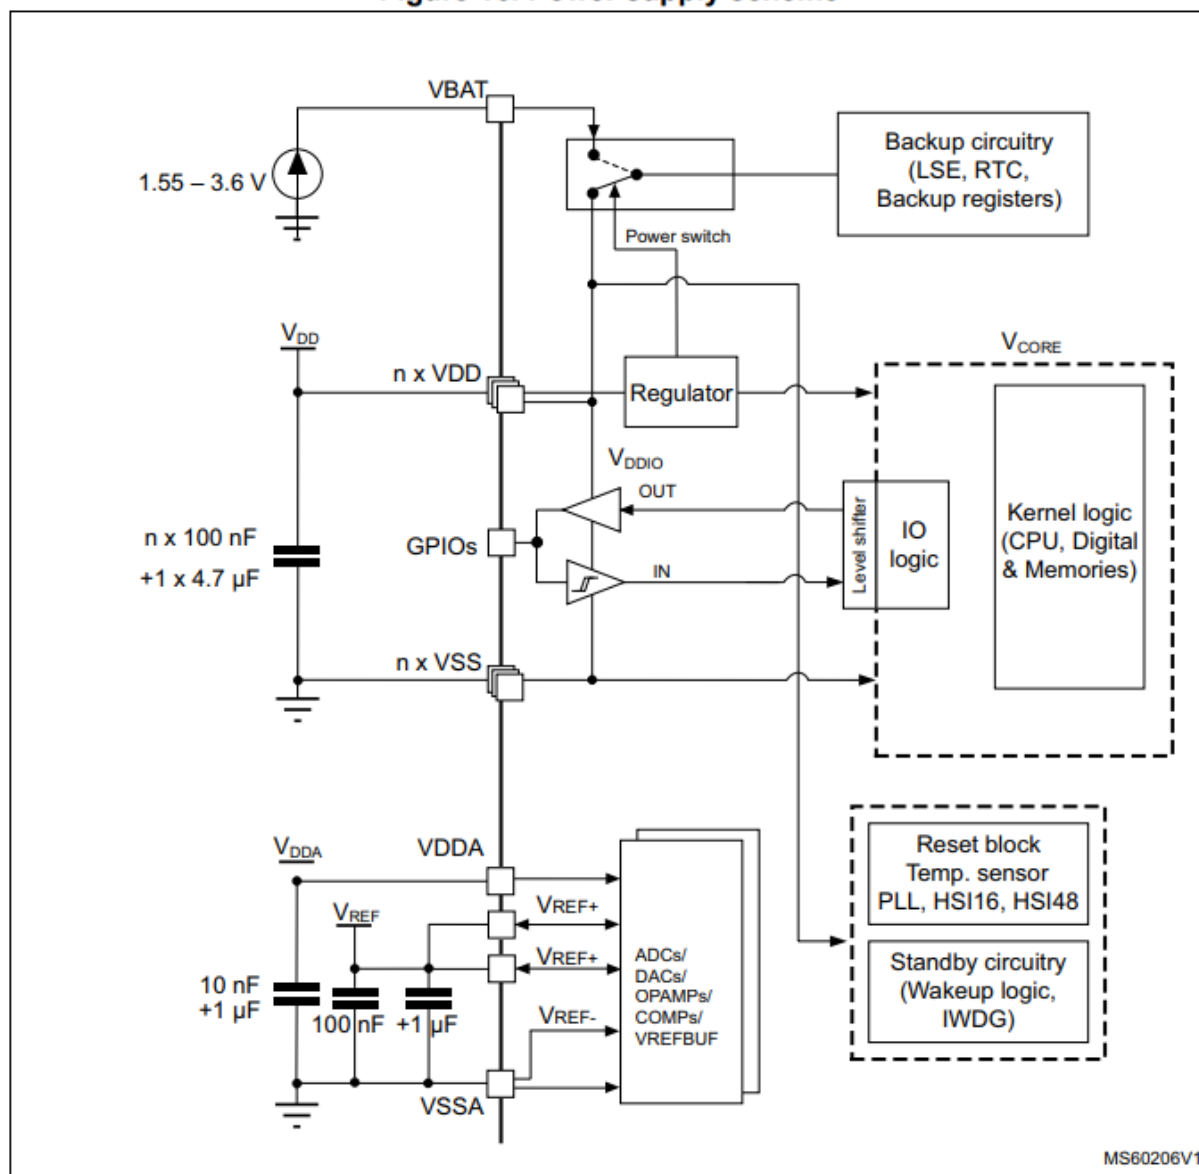 VBAT
1.55 – 3.6 V
Backup circuitry
(LSE, RTC,
Backup registers)
Power switch
VDD
n x VDD
Regulator
VCORE
VDDIO
OUT
n x 100 nF
+1 x 4.7 µF
GPIOs
IN
Level shifter
IO
logic
Kernel logic
(CPU, Digital
& Memories)
n x VSS
VDDA
VDDA
VREF
VREF+
VREF+
VREF-
10 nF
+1 µF
100 nF
+1 µF
VSSA
ADCs/
DACs/
OPAMPs/
COMPs/
VREFBUF
Reset block
Temp. sensor
PLL, HSI16, HSI48
Standby circuitry
(Wakeup logic,
IWDG)
MS60206V1